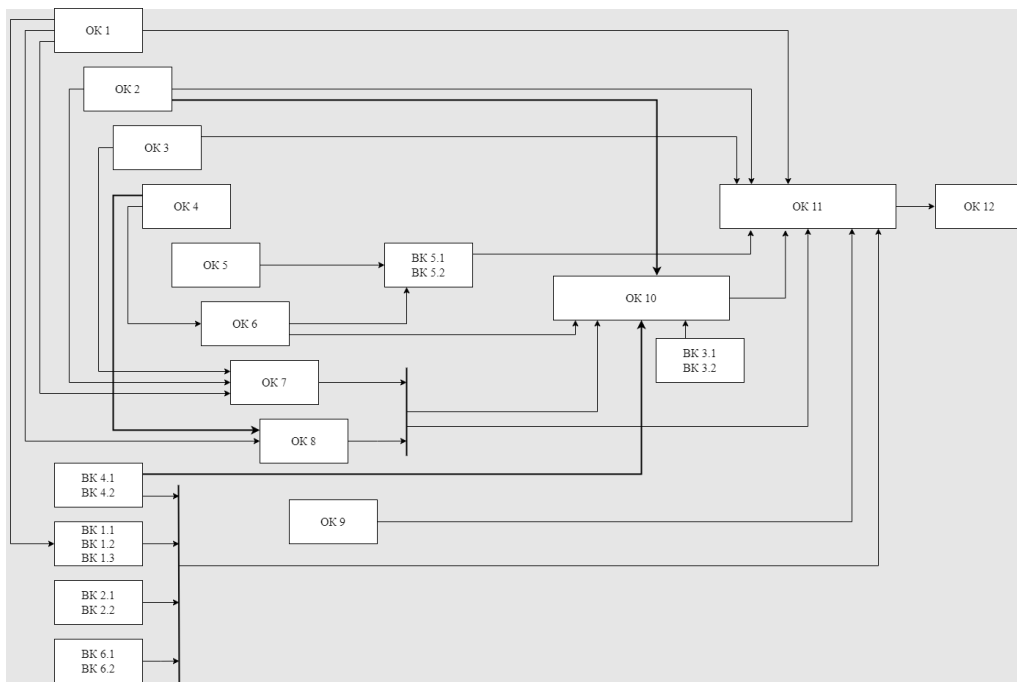 ОК 1
ОК 2
ОК 3
ОК 4
ОК 11
ОК 12
ОК 5
ВК 5.1
ВК 5.2
ОК 10
ОК 6
ВК 3.1
ВК 3.2
ОК 7
ОК 8
ВК 4.1
ВК 4.2
ОК 9
ВК 1.1
ВК 1.2
ВК 1.3
ВК 2.1
ВК 2.2
ВК 6.1
ВК 6.2